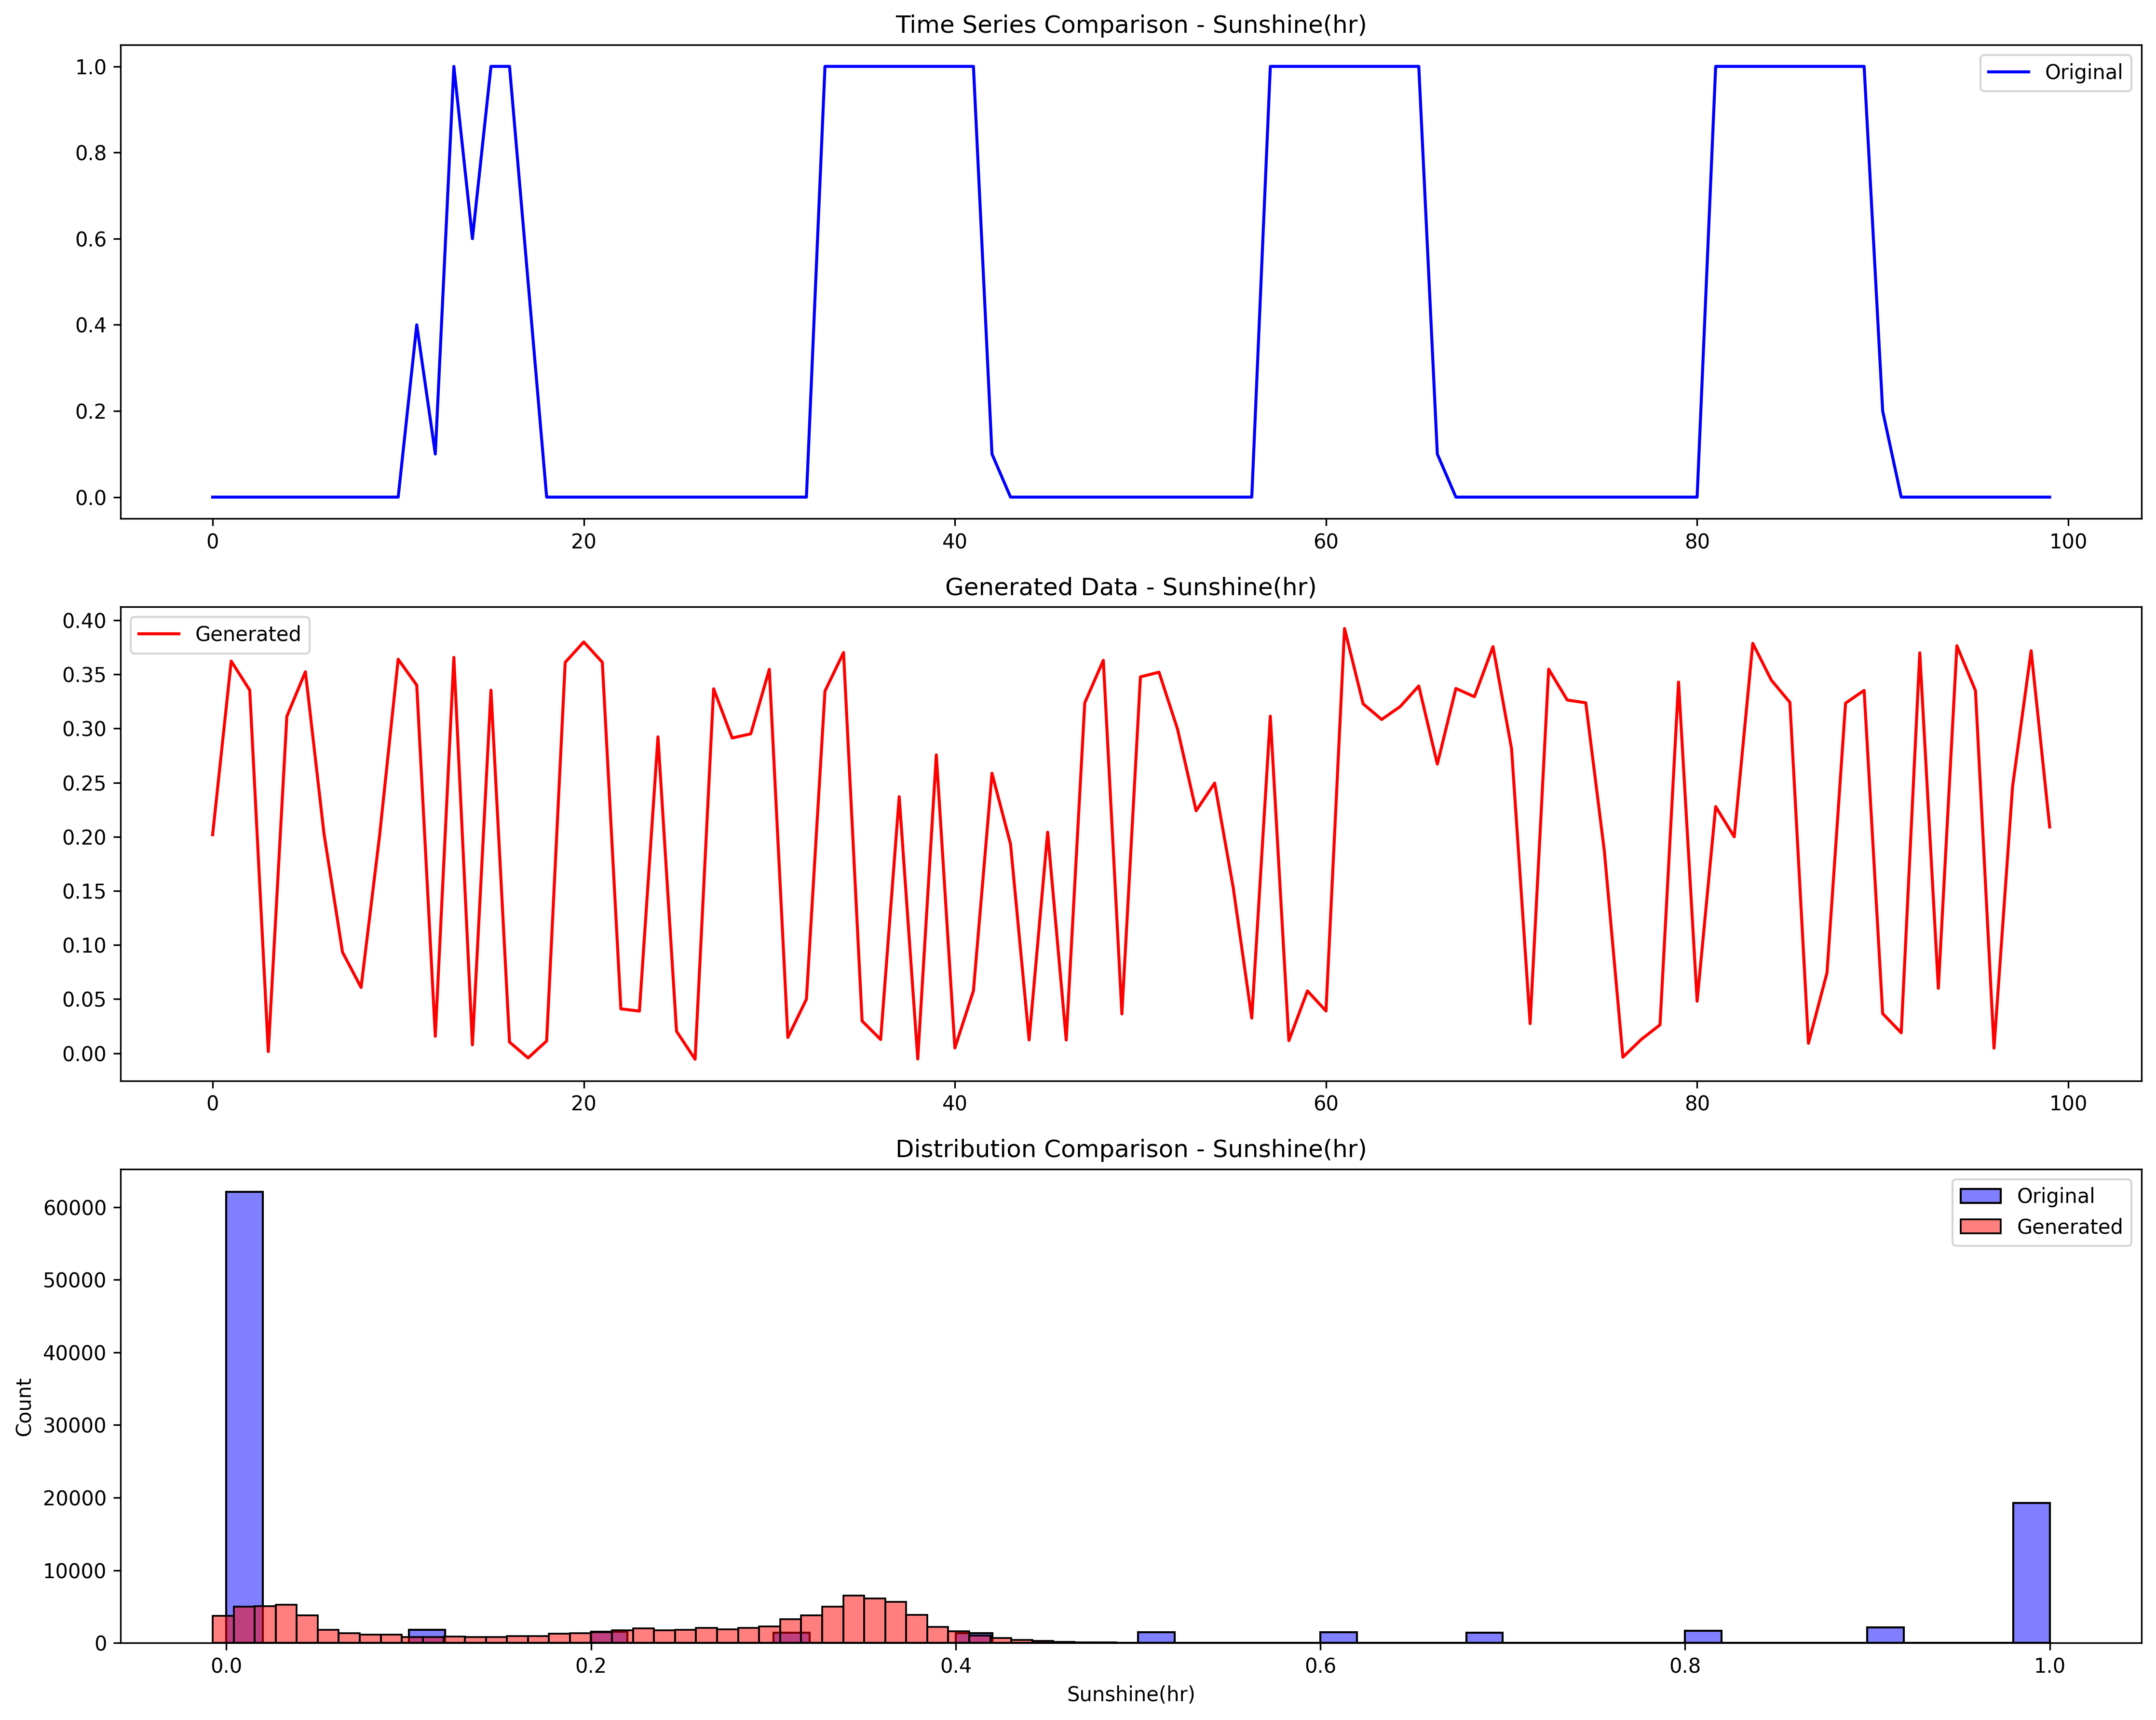 Time Series Comparison - Sunshine(hr)
1.0
0.8
0.6
0.4
0.2
0.0
Original
0 20 40 60 80 100
Generated Data - Sunshine(hr)
0.40
0.35
0.30
0.25
0.20
0.15
0.10
0.05
0.00
Generated
0 20 40 60 80 100
Distribution Comparison - Sunshine(hr)
Count
60000
50000
40000
30000
20000
10000
0
Original
Generated
0.0 0.2 0.4 0.6 0.8 1.0
Sunshine(hr)